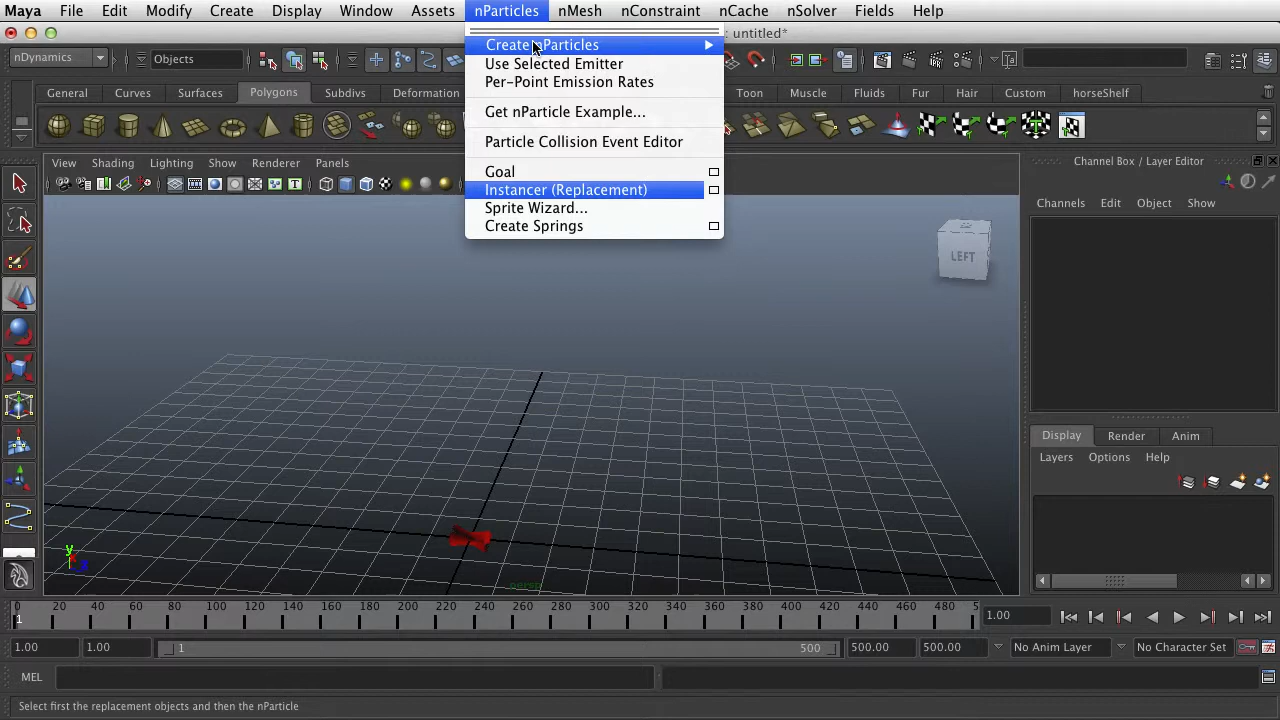 Maya File Edit Modify Create Display Window Assets nParticles nMesh nConstraint nCache nSolver Fields Help
: untitled*
nDynamics Objects
General Curves Surfaces Polygons Subdivs Deformation Toon Muscle Fluids Fur Hair Custom horseShelf
Create nParticles
Use Selected Emitter
Per-Point Emission Rates
Get nParticle Example...
Particle Collision Event Editor
Goal
Instancer (Replacement)
Sprite Wizard...
Create Springs
View Shading Lighting Show Renderer Panels
Channel Box / Layer Editor
Channels Edit Object Show
LEFT
Display Render Anim
Layers Options Help
y
x
z
persp
0 20 40 60 80 100 120 140 160 180 200 220 240 260 280 300 320 340 360 380 400 420 440 460 480 5
1
1.00
1.00 1.00 1 500 500.00 500.00 No Anim Layer No Character Set
MEL
Select first the replacement objects and then the nParticle